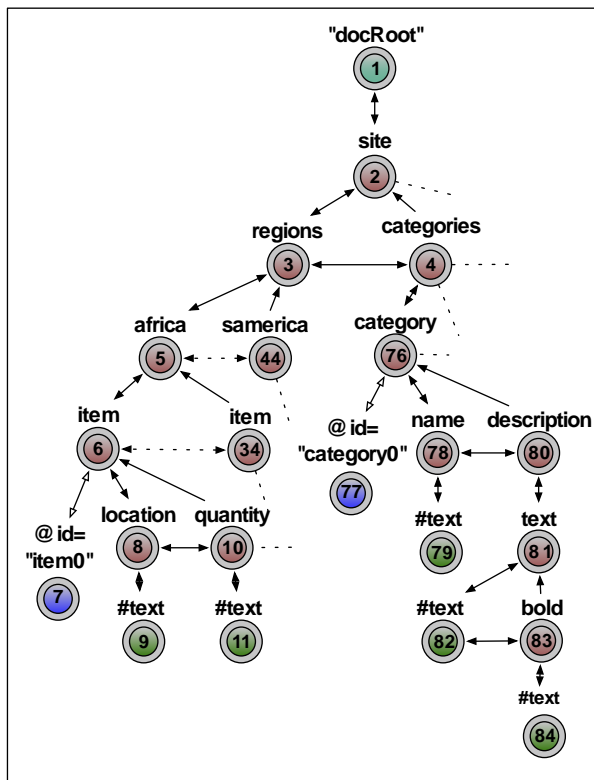 "docRoot"
1
site
2
regions
categories
3
4
africa
samerica
category
5
44
76
item
item
@id=
"category0"
name
description
6
34
77
78
80
@id=
"item0"
location
quantity
#text
text
7
8
10
79
81
#text
#text
#text
bold
9
11
82
83
#text
84